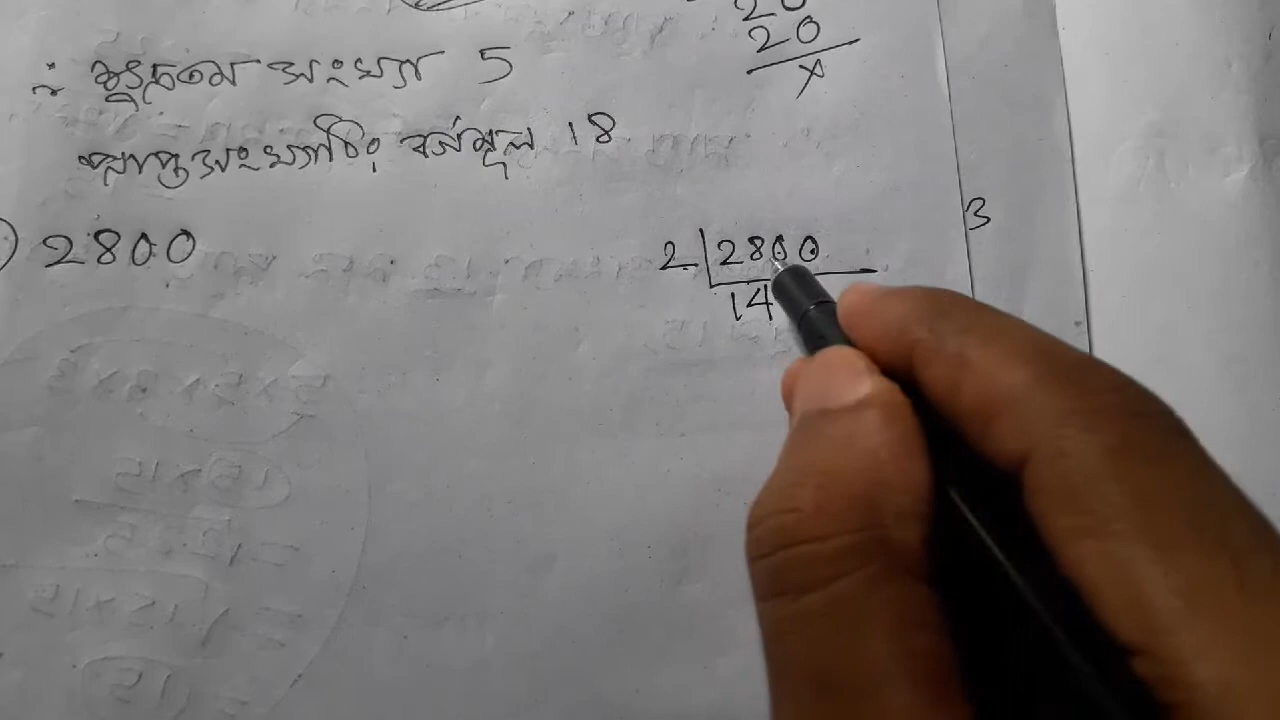 20
20
x
∴ ক্ষুদ্রতম সংখ্যা 5
প্রাপ্ত সংখ্যাটির বর্গমূল 18
3
) 2800
2 | 2800
14